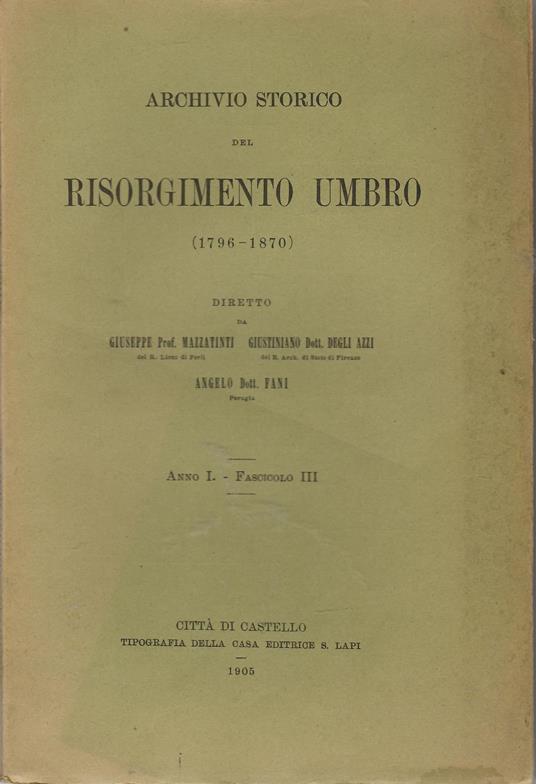 ARCHIVIO STORICO
DEL
RISORGIMENTO UMBRO
(1796-1870)
DIRETTO
DA
GIUSEPPE Prof. MAZZATINTI GIUSTINIANO Dott. DEGLI AZZI
del R. Liceo di Forlì del R. Arch. di Stato di Firenze
ANGELO Dott. FANI
Perugia
ANNO I. - FASCICOLO III
CITTÀ DI CASTELLO
TIPOGRAFIA DELLA CASA EDITRICE S. LAPI
1905